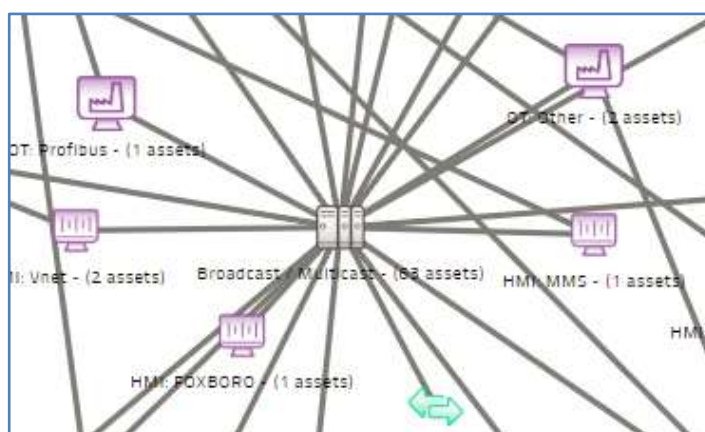 OT: Other - (2 assets)
OT: Profibus - (1 assets)
I: Vnet - (2 assets)
Broadcast / Multicast - (63 assets)
HMI: MMS - (1 assets)
HMI
HMI: FOXBORO - (1 assets)